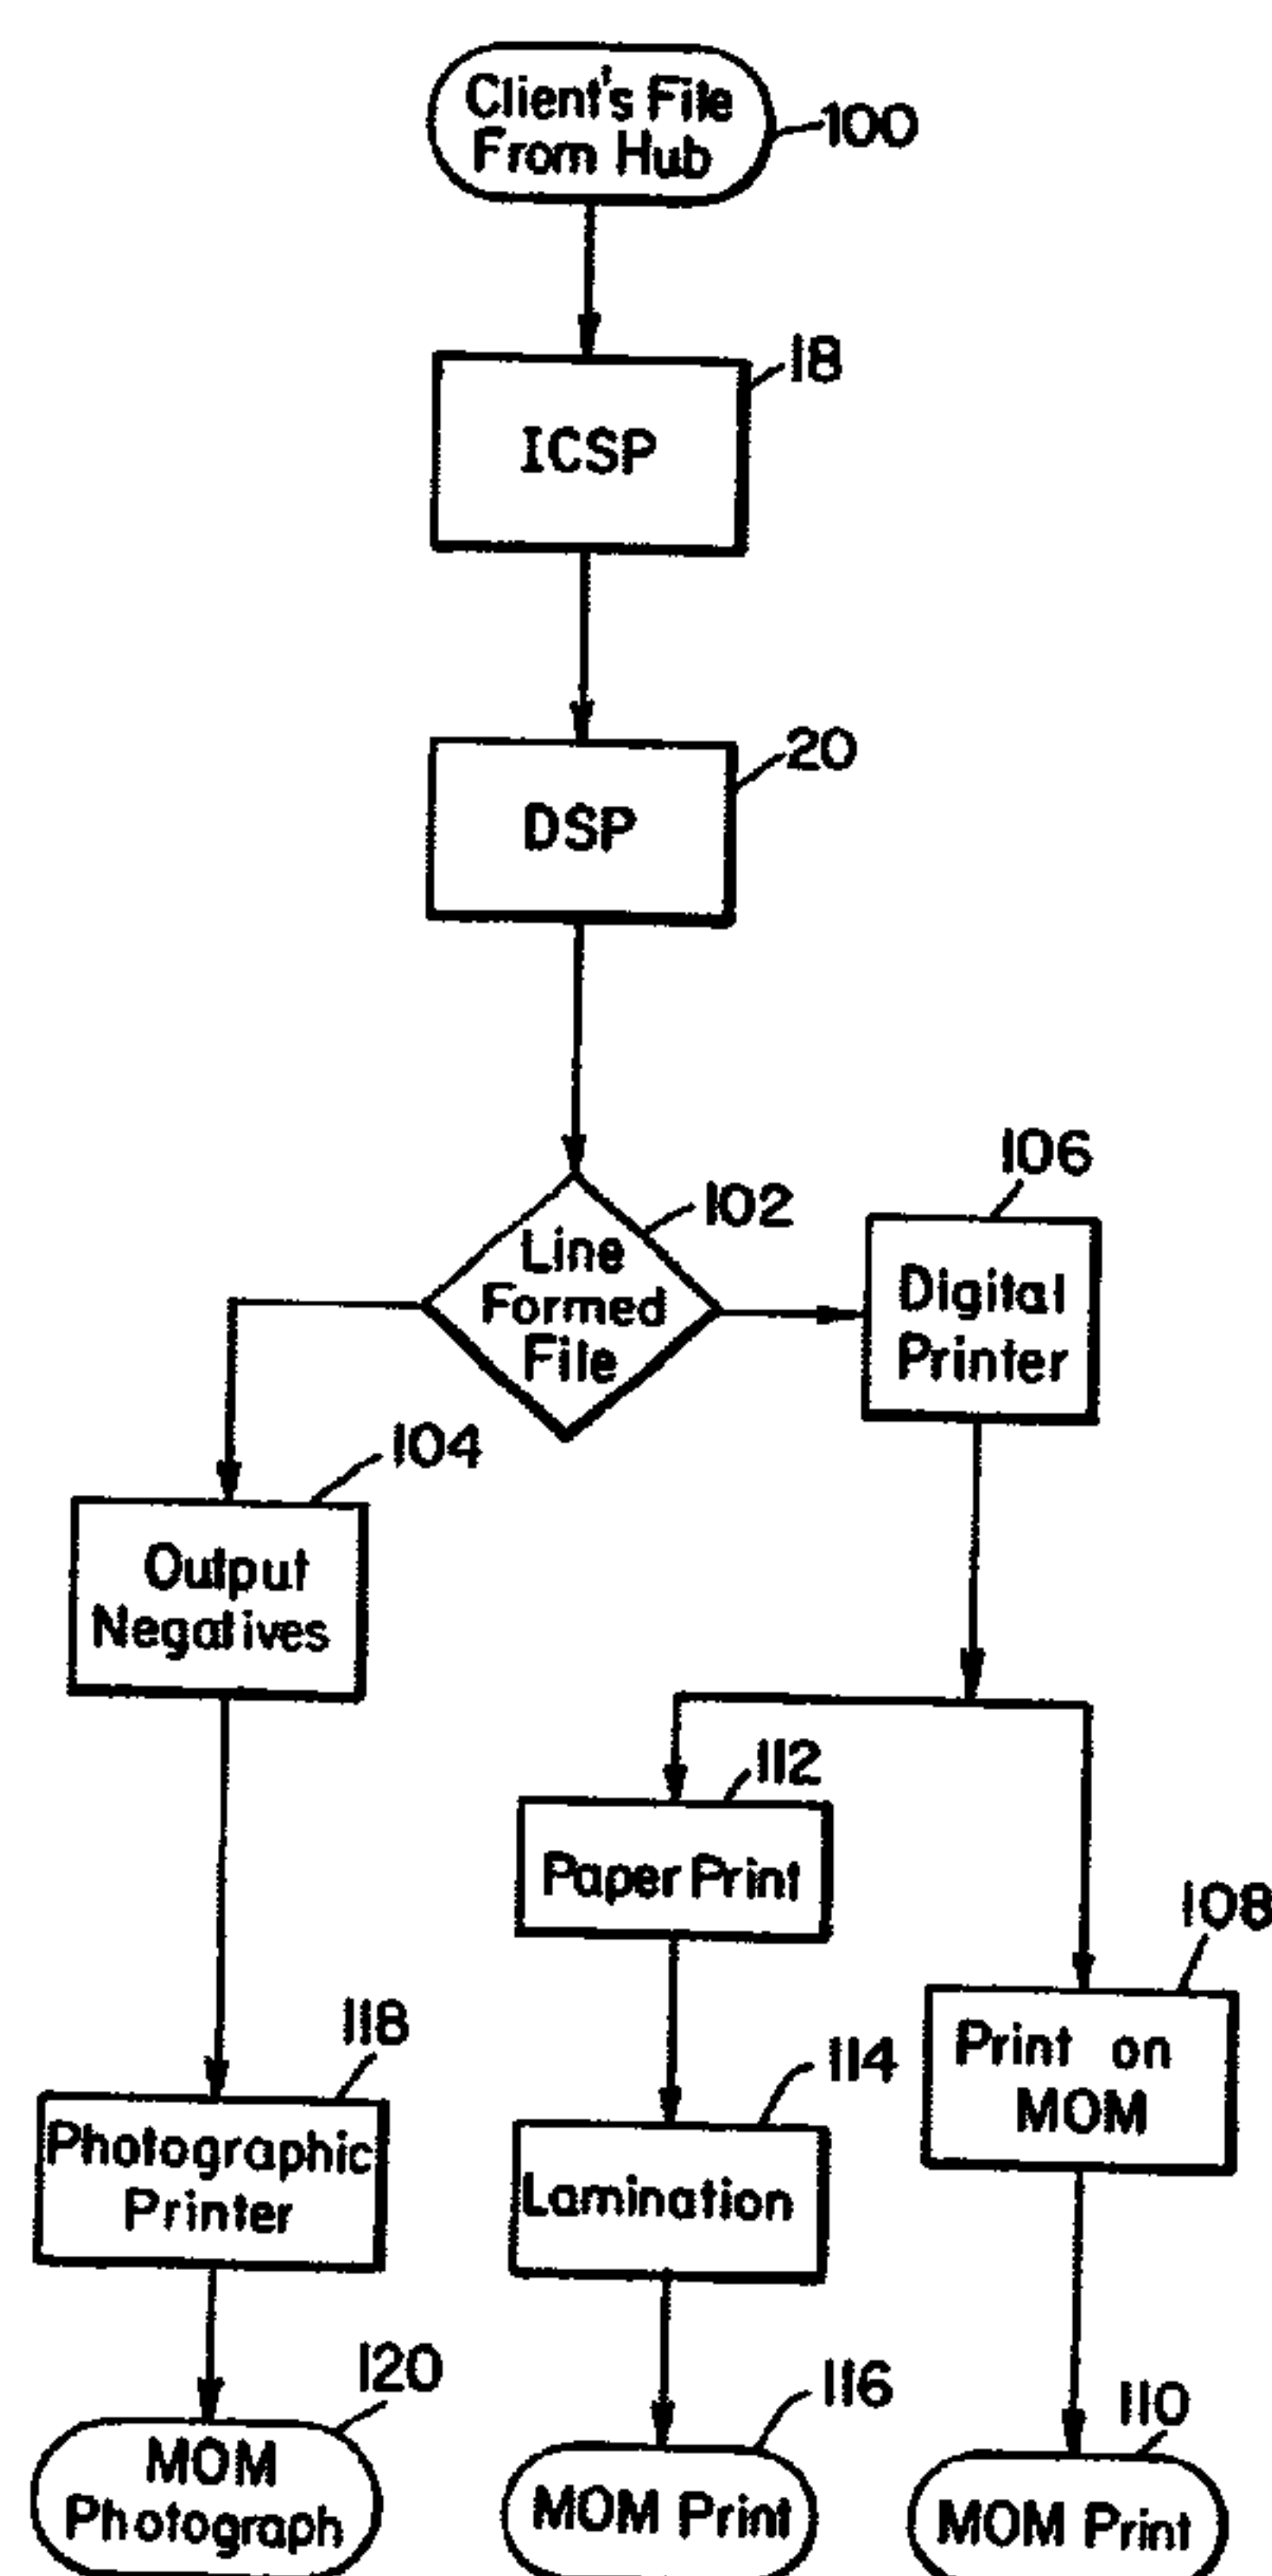 Client's File
From Hub
100
18
ICSP
20
DSP
106
102
Line
Formed
File
Digital
Printer
104
Output
Negatives
112
Paper Print
108
118
114
Print on
MOM
Photographic
Printer
Lamination
120
116
110
MOM
Photograph
MOM Print
MOM Print